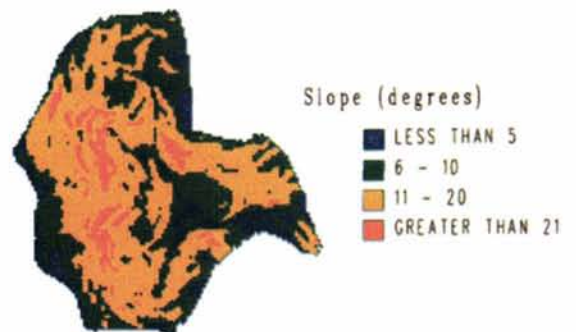 Slope (degrees)
LESS THAN 5
6 - 10
11 - 20
GREATER THAN 21